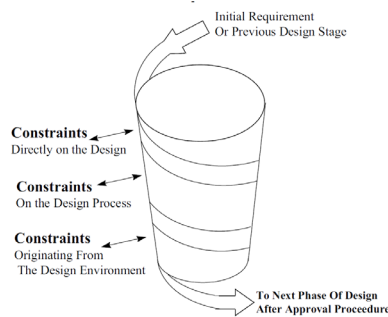 Initial Requirement
Or Previous Design Stage
Constraints
Directly on the Design
Constraints
On the Design Process
Constraints
Originating From
The Design Environment
To Next Phase Of Design
After Approval Proceedure